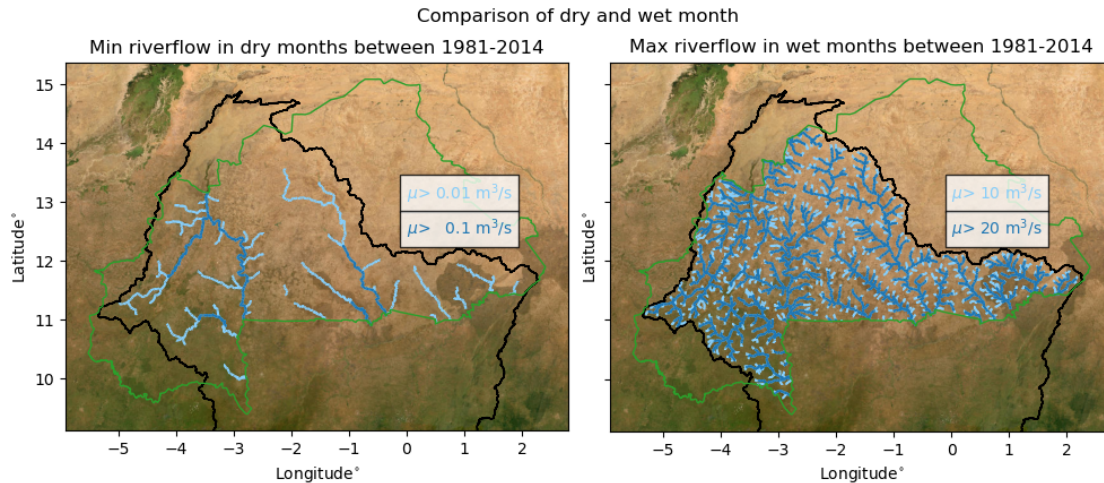 Comparison of dry and wet month
Min riverflow in dry months between 1981-2014
Max riverflow in wet months between 1981-2014
15
14
13
12
11
10
Latitude°
μ> 0.01 m³/s
μ> 0.1 m³/s
−5 −4 −3 −2 −1 0 1 2
Longitude°
Latitude°
μ> 10 m³/s
μ> 20 m³/s
−5 −4 −3 −2 −1 0 1 2
Longitude°